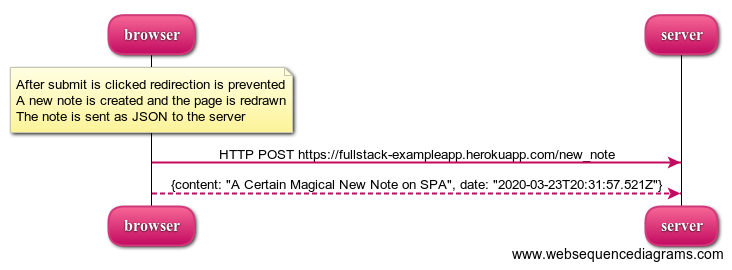 browser
server
After submit is clicked redirection is prevented
A new note is created and the page is redrawn
The note is sent as JSON to the server
HTTP POST https://fullstack-exampleapp.herokuapp.com/new_note
{content: "A Certain Magical New Note on SPA", date: "2020-03-23T20:31:57.521Z"}
browser
server
www.websequencediagrams.com